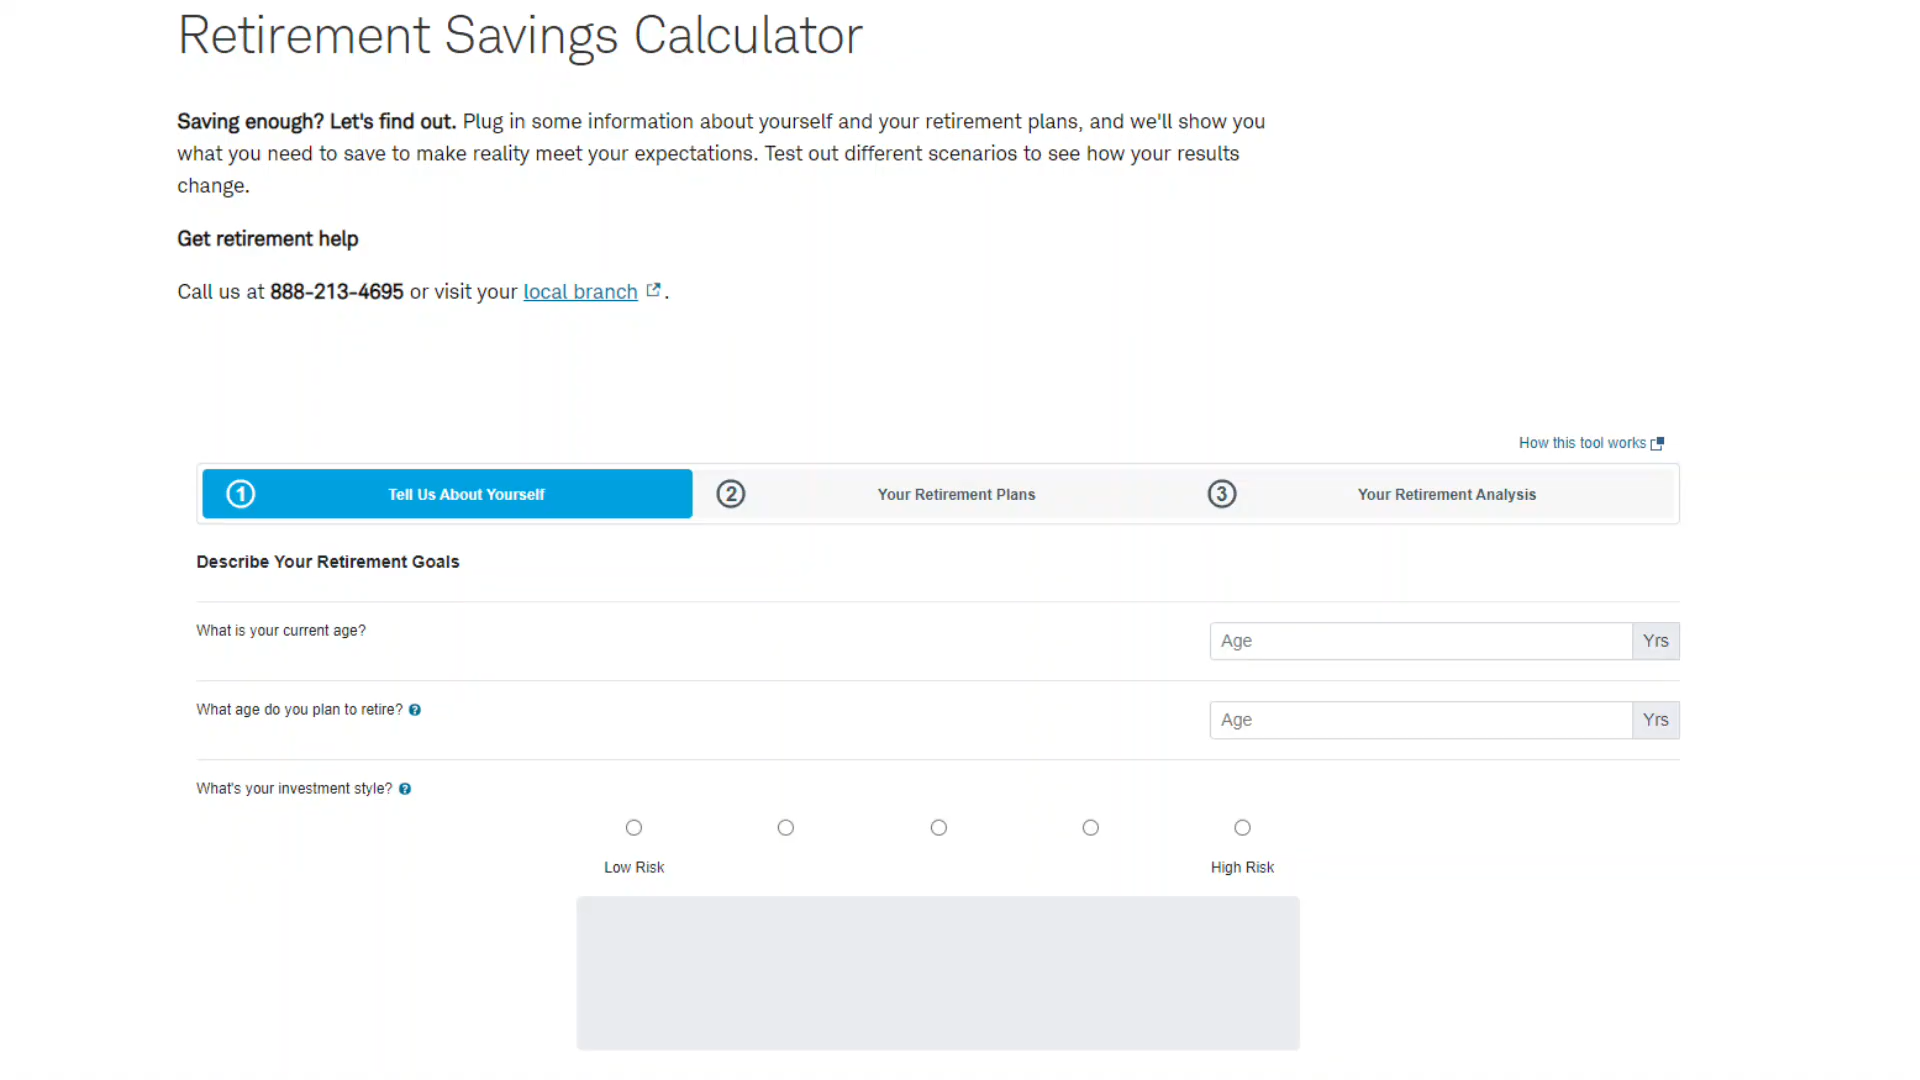 Retirement Savings Calculator
Saving enough? Let's find out. Plug in some information about yourself and your retirement plans, and we'll show you
what you need to save to make reality meet your expectations. Test out different scenarios to see how your results
change.
Get retirement help
Call us at 888-213-4695 or visit your local branch .
How this tool works
1 Tell Us About Yourself 2 Your Retirement Plans 3 Your Retirement Analysis
Describe Your Retirement Goals
What is your current age? Age Yrs
What age do you plan to retire? ? Age Yrs
What's your investment style? ?
Low Risk High Risk